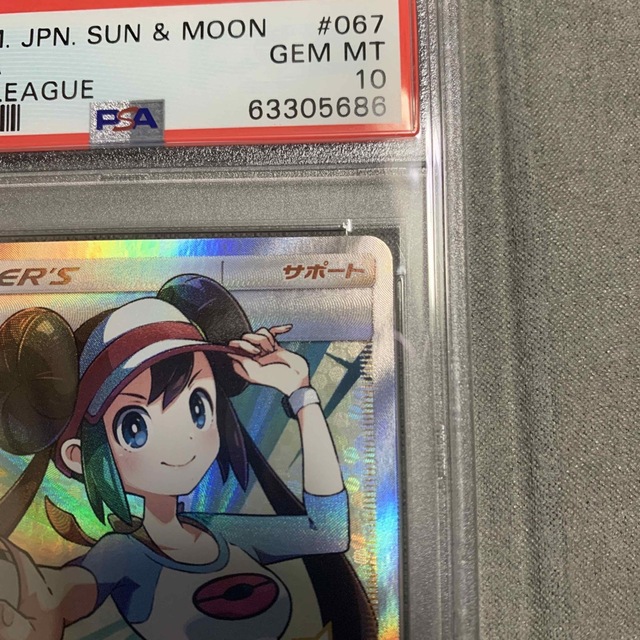 . JPN. SUN & MOON #067
GEM MT
LEAGUE 10
PSA 63305686
ER'S サポート